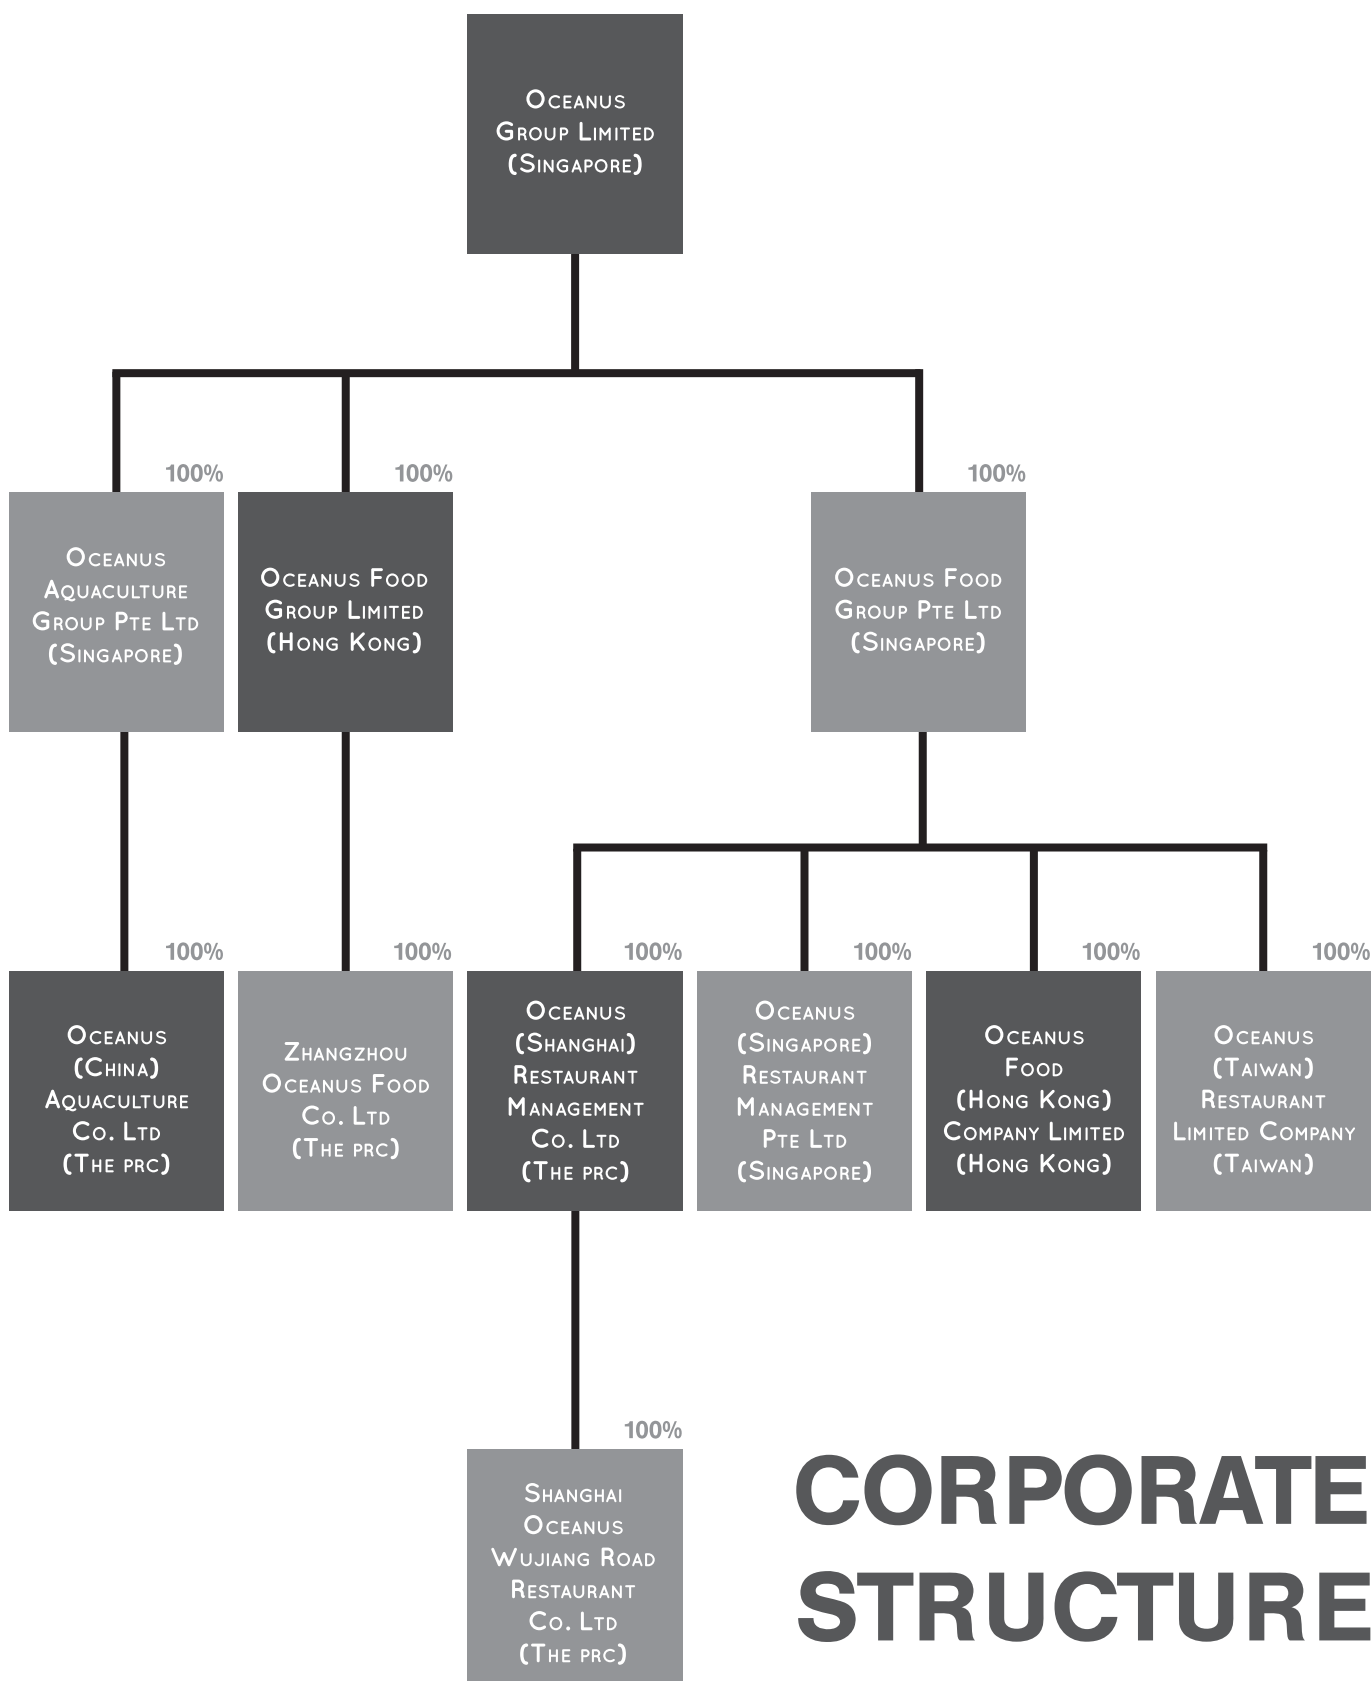 Oceanus
Group Limited
(Singapore)
100%
100%
100%
Oceanus
Aquaculture
Group Pte Ltd
(Singapore)
Oceanus Food
Group Limited
(Hong Kong)
Oceanus Food
Group Pte Ltd
(Singapore)
100%
100%
100%
100%
100%
100%
Oceanus
(China)
Aquaculture
Co. Ltd
(The prc)
Zhangzhou
Oceanus Food
Co. Ltd
(The prc)
Oceanus
(Shanghai)
Restaurant
Management
Co. Ltd
(The prc)
Oceanus
(Singapore)
Restaurant
Management
Pte Ltd
(Singapore)
Oceanus
Food
(Hong Kong)
Company Limited
(Hong Kong)
Oceanus
(Taiwan)
Restaurant
Limited Company
(Taiwan)
100%
Shanghai
Oceanus
Wujiang Road
Restaurant
Co. Ltd
(The prc)
CORPORATE
STRUCTURE